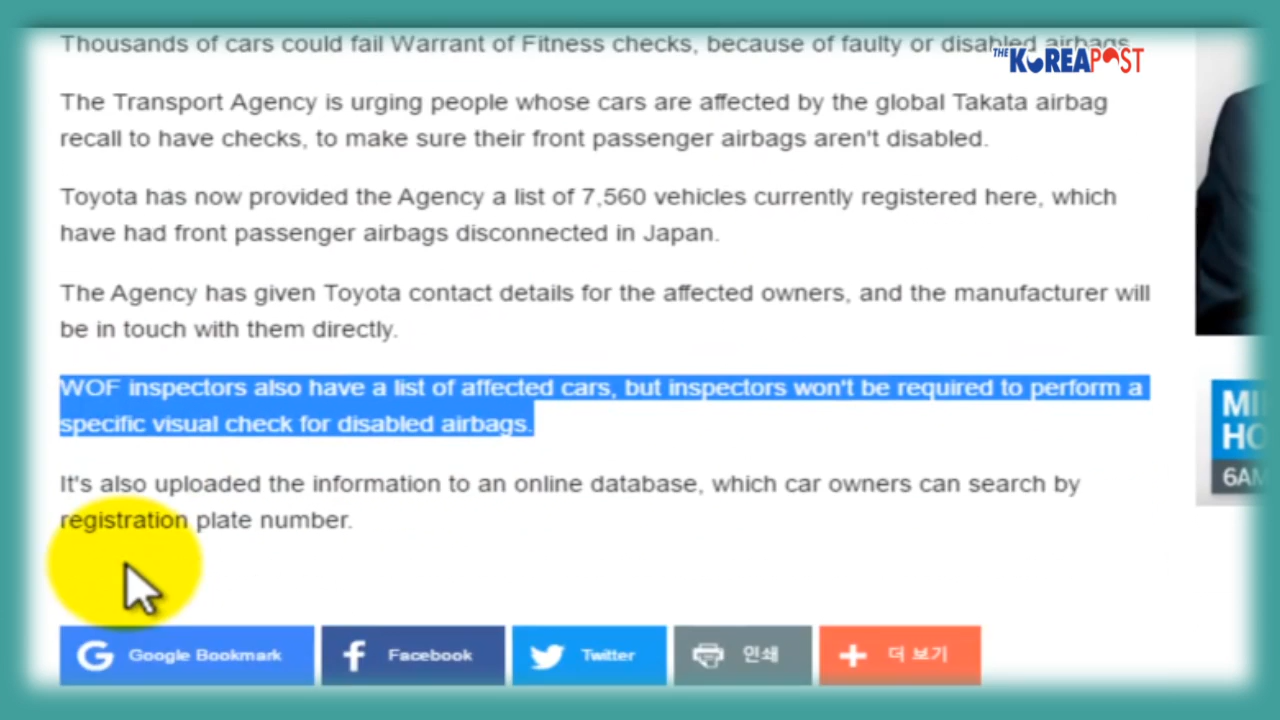 Thousands of cars could fail Warrant of Fitness checks, because of faulty or disabled airbags.
THE KOREAPOST
The Transport Agency is urging people whose cars are affected by the global Takata airbag
recall to have checks, to make sure their front passenger airbags aren't disabled.
Toyota has now provided the Agency a list of 7,560 vehicles currently registered here, which
have had front passenger airbags disconnected in Japan.
The Agency has given Toyota contact details for the affected owners, and the manufacturer will
be in touch with them directly.
WOF inspectors also have a list of affected cars, but inspectors won't be required to perform a
specific visual check for disabled airbags.
It's also uploaded the information to an online database, which car owners can search by
registration plate number.
HO
6AM
Google Bookmark
Facebook
Twitter
인쇄
더 보기